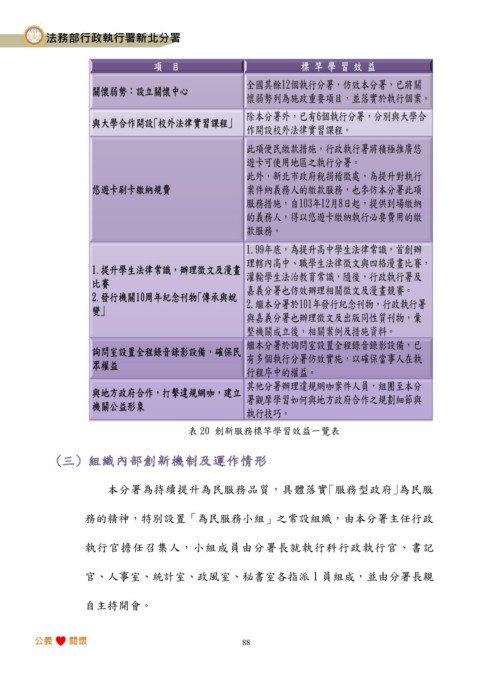 法務部行政執行署新北分署
項 目
標 竿 學 習 效 益
關懷弱勢：設立關懷中心
全國其餘12個執行分署，仿效本分署，已將關
懷弱勢列為施政重要項目，並落實於執行個案。
與大學合作開設「校外法律實習課程」
除本分署外，已有6個執行分署，分別與大學合
作開設校外法律實習課程。
悠遊卡刷卡繳納規費
此項便民繳款措施，行政執行署將積極推廣悠
遊卡可使用地區之執行分署。
此外，新北市政府稅捐稽徵處，為提升對執行
案件納義務人的繳款服務，也參仿本分署此項
服務措施，自103年12月8日起，提供到場繳納
的義務人，得以悠遊卡繳納執行必要費用的繳
款服務。
1.提升學生法律常識，辦理徵文及漫畫
比賽
2.發行機關10周年紀念刊物「傳承與蛻
變」
1.99年底，為提升高中學生法律常識，首創辦
理轄內高中、職學生法律徵文與四格漫畫比賽，
灌輸學生法治教育常識，隨後，行政執行署及
嘉義分署也仿效辦理相關徵文及漫畫競賽。
2.繼本分署於101年發行紀念刊物，行政執行署
與嘉義分署也辦理徵文及出版同性質刊物，彙
整機關成立後，相關案例及措施資料。
詢問室設置全程錄音錄影設備，確保民
眾權益
繼本分署於詢問室設置全程錄音錄影設備，已
有多個執行分署仿效實施，以確保當事人在執
行程序中的權益。
與地方政府合作，打擊違規網咖，建立
機關公益形象
其他分署辦理違規網咖案件人員，組團至本分
署觀摩學習如何與地方政府合作之規劃細節與
執行技巧。
表 20 創新服務標竿學習效益一覽表
（三）組織內部創新機制及運作情形
本分署為持續提升為民服務品質，具體落實「服務型政府」為民服
務的精神，特別設置「為民服務小組」之常設組織，由本分署主任行政
執行官擔任召集人，小組成員由分署長就執行科行政執行官、書記
官、人事室、統計室、政風室、秘書室各指派 1 員組成，並由分署長親
自主持開會。
公義 關懷
88